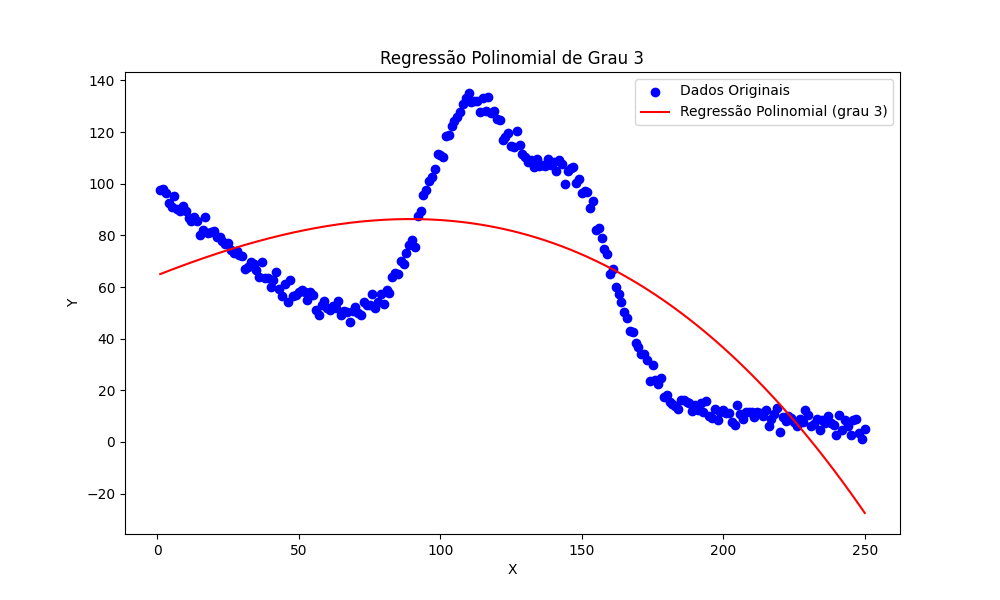 Regressão Polinomial de Grau 3
Dados Originais
Regressão Polinomial (grau 3)
140
120
100
80
60
40
20
0
−20
Y
0 50 100 150 200 250
X